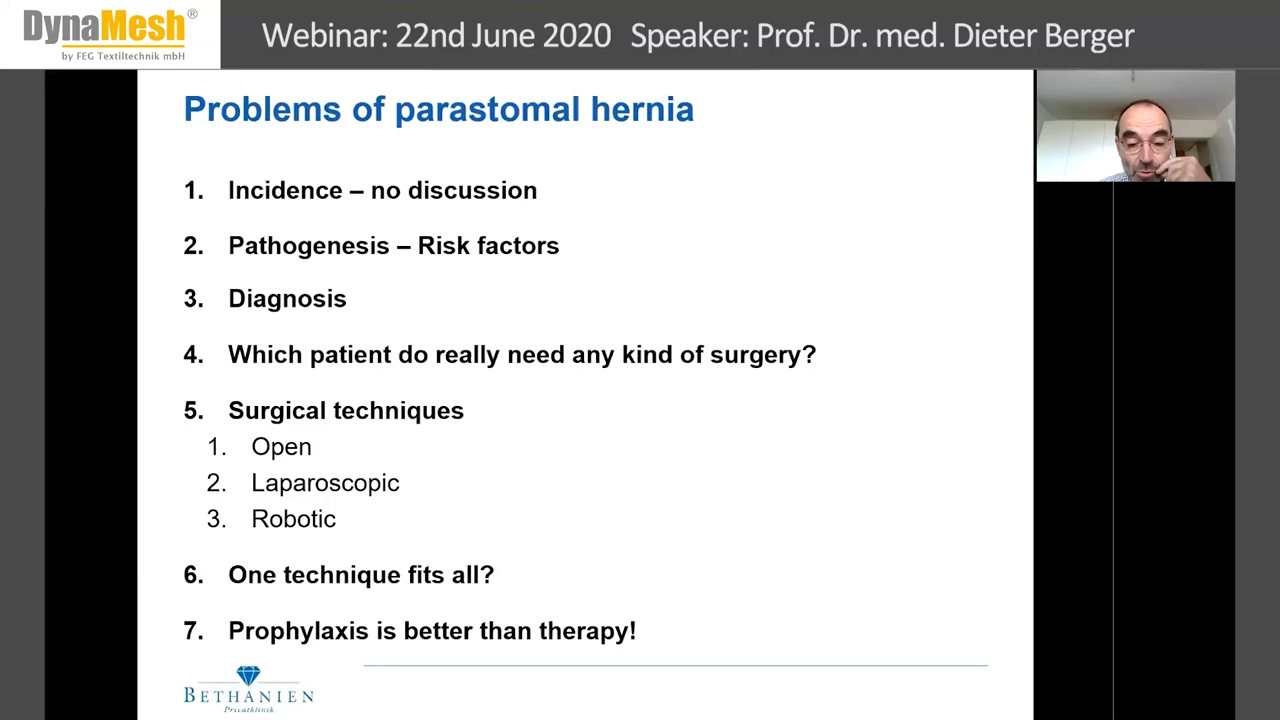 DynaMesh®
by FEG Textiltechnik mbH
Webinar: 22nd June 2020 Speaker: Prof. Dr. med. Dieter Berger
Problems of parastomal hernia
1. Incidence – no discussion
2. Pathogenesis – Risk factors
3. Diagnosis
4. Which patient do really need any kind of surgery?
5. Surgical techniques
1. Open
2. Laparoscopic
3. Robotic
6. One technique fits all?
7. Prophylaxis is better than therapy!
BETHANIEN
Privatklinik